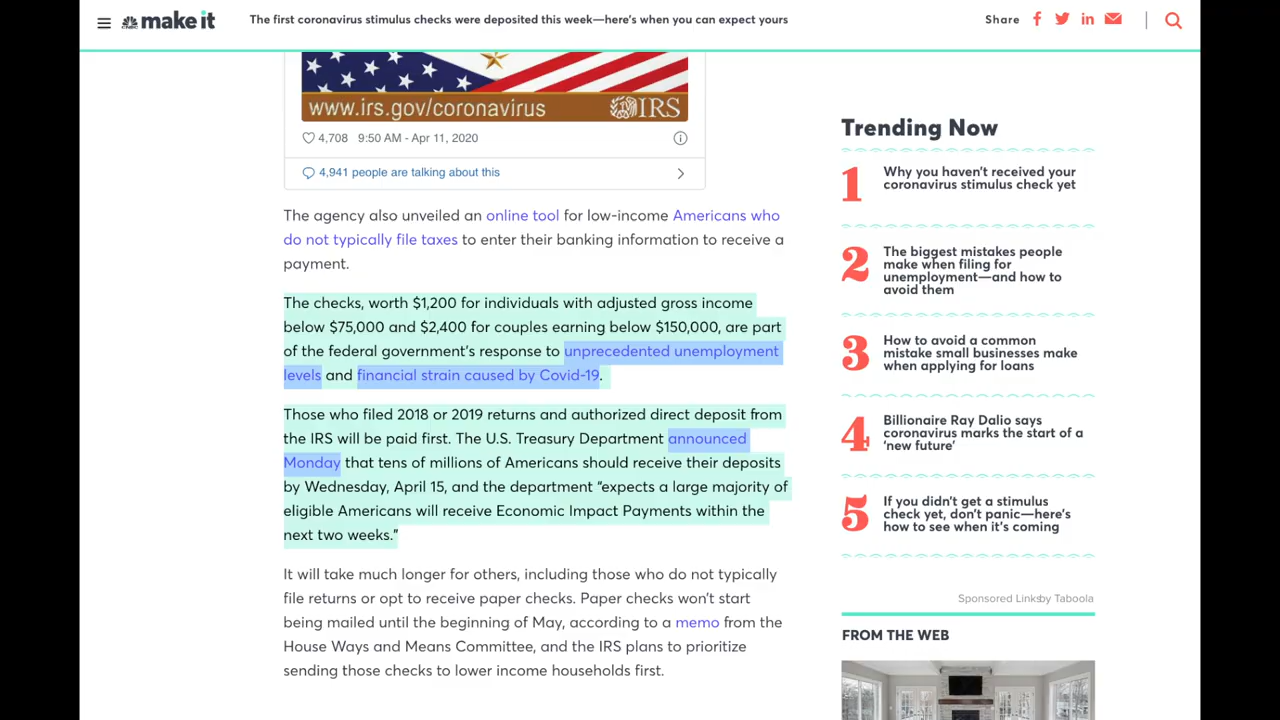 CNBC make it
The first coronavirus stimulus checks were deposited this week—here's when you can expect yours
Share
www.irs.gov/coronavirus
IRS
4,708 9:50 AM - Apr 11, 2020
4,941 people are talking about this
The agency also unveiled an online tool for low-income Americans who
do not typically file taxes to enter their banking information to receive a
payment.
The checks, worth $1,200 for individuals with adjusted gross income
below $75,000 and $2,400 for couples earning below $150,000, are part
of the federal government's response to unprecedented unemployment
levels and financial strain caused by Covid-19.
Those who filed 2018 or 2019 returns and authorized direct deposit from
the IRS will be paid first. The U.S. Treasury Department announced
Monday that tens of millions of Americans should receive their deposits
by Wednesday, April 15, and the department “expects a large majority of
eligible Americans will receive Economic Impact Payments within the
next two weeks.”
It will take much longer for others, including those who do not typically
file returns or opt to receive paper checks. Paper checks won't start
being mailed until the beginning of May, according to a memo from the
House Ways and Means Committee, and the IRS plans to prioritize
sending those checks to lower income households first.
Trending Now
1
Why you haven't received your
coronavirus stimulus check yet
2
The biggest mistakes people
make when filing for
unemployment—and how to
avoid them
3
How to avoid a common
mistake small businesses make
when applying for loans
4
Billionaire Ray Dalio says
coronavirus marks the start of a
‘new future’
5
If you didn't get a stimulus
check yet, don't panic—here's
how to see when it's coming
Sponsored Linksby Taboola
FROM THE WEB